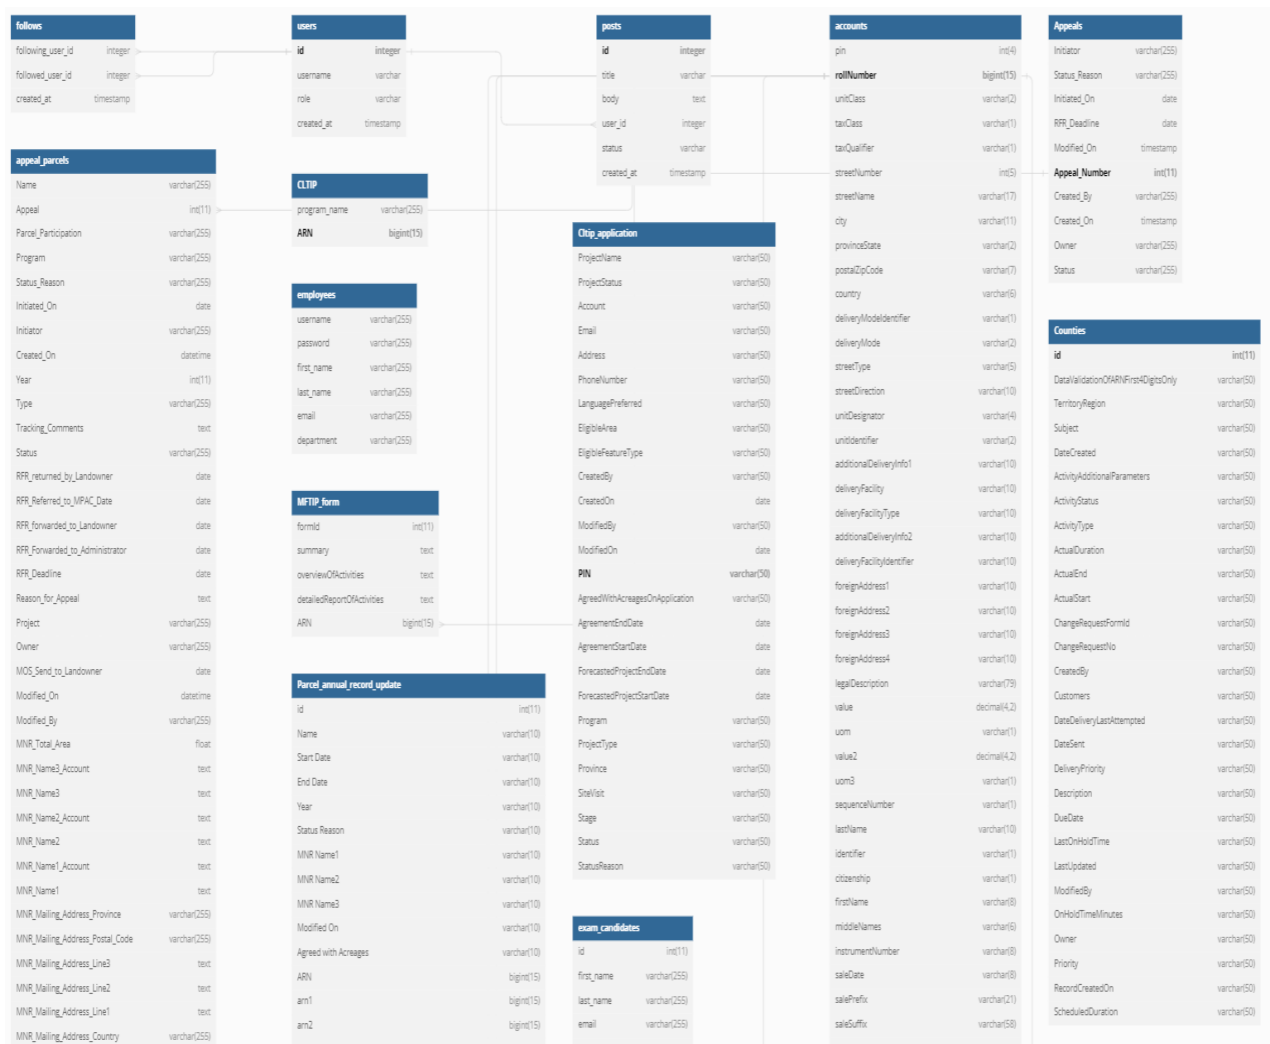 follows
following_user_id integer
followed_user_id integer
created_at timestamp
users
id integer
username varchar
role varchar
created_at timestamp
posts
id integer
title varchar
body text
user_id integer
status varchar
created_at timestamp
accounts
pin int(4)
rollNumber bigint(15)
unitClass varchar(2)
taxClass varchar(1)
taxQualifier varchar(1)
streetNumber int(5)
streetName varchar(17)
city varchar(11)
provinceState varchar(2)
postalZipCode varchar(7)
country varchar(6)
deliveryModeIdentifier varchar(1)
deliveryMode varchar(2)
streetType varchar(5)
streetDirection varchar(10)
unitDesignator varchar(4)
unitIdentifier varchar(2)
additionalDeliveryInfo1 varchar(10)
deliveryFacility varchar(10)
deliveryFacilityType varchar(10)
additionalDeliveryInfo2 varchar(10)
deliveryFacilityIdentifier varchar(10)
foreignAddress1 varchar(10)
foreignAddress2 varchar(10)
foreignAddress3 varchar(10)
foreignAddress4 varchar(10)
legalDescription varchar(79)
value decimal(4,2)
uom varchar(1)
value2 decimal(4,2)
uom3 varchar(1)
sequenceNumber varchar(1)
lastName varchar(10)
identifier varchar(1)
citizenship varchar(1)
firstName varchar(8)
middleNames varchar(6)
instrumentNumber varchar(8)
saleDate varchar(8)
salePrefix varchar(21)
saleSuffix varchar(58)
Appeals
Initiator varchar(255)
Status_Reason varchar(255)
Initiated_On date
RFR_Deadline date
Modified_On timestamp
Appeal_Number int(11)
Created_By varchar(255)
Created_On timestamp
Owner varchar(255)
Status varchar(255)
appeal_parcels
Name varchar(255)
Appeal int(11)
Parcel_Participation varchar(255)
Program varchar(255)
Status_Reason varchar(255)
Initiated_On date
Initiator varchar(255)
Created_On datetime
Year int(11)
Type varchar(255)
Tracking_Comments text
Status varchar(255)
RFR_returned_by_Landowner date
RFR_Referred_to_MPAC_Date date
RFR_forwarded_to_Landowner date
RFR_Forwarded_to_Administrator date
RFR_Deadline date
Reason_for_Appeal text
Project varchar(255)
Owner varchar(255)
MOS_Send_to_Landowner date
Modified_On datetime
Modified_By varchar(255)
MNR_Total_Area float
MNR_Name3_Account text
MNR_Name3 text
MNR_Name2_Account text
MNR_Name2 text
MNR_Name1_Account text
MNR_Name1 text
MNR_Mailing_Address_Province varchar(255)
MNR_Mailing_Address_Postal_Code varchar(255)
MNR_Mailing_Address_Line3 text
MNR_Mailing_Address_Line2 text
MNR_Mailing_Address_Line1 text
MNR_Mailing_Address_Country varchar(255)
CLTIP
program_name varchar(255)
ARN bigint(15)
employees
username varchar(255)
password varchar(255)
first_name varchar(255)
last_name varchar(255)
email varchar(255)
department varchar(255)
MFTIP_form
formId int(11)
summary text
overviewOfActivities text
detailedReportOfActivities text
ARN bigint(15)
Parcel_annual_record_update
id int(11)
Name varchar(10)
Start Date varchar(10)
End Date varchar(10)
Year varchar(10)
Status Reason varchar(10)
MNR Name1 varchar(10)
MNR Name2 varchar(10)
MNR Name3 varchar(10)
Modified On varchar(10)
Agreed with Acreages varchar(10)
ARN bigint(15)
arn1 bigint(15)
arn2 bigint(15)
Cltip_application
ProjectName varchar(50)
ProjectStatus varchar(50)
Account varchar(50)
Email varchar(50)
Address varchar(50)
PhoneNumber varchar(50)
LanguagePreferred varchar(50)
EligibleArea varchar(50)
EligibleFeatureType varchar(50)
CreatedBy varchar(50)
CreatedOn date
ModifiedBy varchar(50)
ModifiedOn date
PIN varchar(50)
AgreedWithAcreagesOnApplication varchar(50)
AgreementEndDate date
AgreementStartDate date
ForecastedProjectEndDate date
ForecastedProjectStartDate date
Program varchar(50)
ProjectType varchar(50)
Province varchar(50)
SiteVisit varchar(50)
Stage varchar(50)
Status varchar(50)
StatusReason varchar(50)
exam_candidates
id int(11)
first_name varchar(255)
last_name varchar(255)
email varchar(255)
Counties
id int(11)
DataValidationOfARNFirst4DigitsOnly varchar(50)
TerritoryRegion varchar(50)
Subject varchar(50)
DateCreated varchar(50)
ActivityAdditionalParameters varchar(50)
ActivityStatus varchar(50)
ActivityType varchar(50)
ActualDuration varchar(50)
ActualEnd varchar(50)
ActualStart varchar(50)
ChangeRequestFormId varchar(50)
ChangeRequestNo varchar(50)
CreatedBy varchar(50)
Customers varchar(50)
DateDeliveryLastAttempted varchar(50)
DateSent varchar(50)
DeliveryPriority varchar(50)
Description varchar(50)
DueDate varchar(50)
LastOnHoldTime varchar(50)
LastUpdated varchar(50)
ModifiedBy varchar(50)
OnHoldTimeMinutes varchar(50)
Owner varchar(50)
Priority varchar(50)
RecordCreatedOn varchar(50)
ScheduledDuration varchar(50)